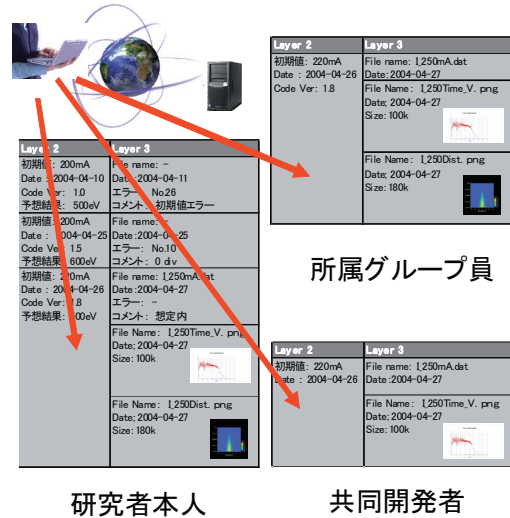 Layer 2 Layer 3
初期値: 220mA File name: I_250mA.dat
Date : 2004-04-26 Date:2004-04-27
Code Ver: 1.8 File Name: I_250Time_V. png
Date; 2004-04-27
Size: 100k
File Name: I_250Dist. png
Date; 2004-04-27
Size: 180k
所属グループ員
Layer 2 Layer 3
初期値: 200mA File name: -
Date : 2004-04-10 Date:2004-04-11
Code Ver: 1.0 エラー: No.26
予想結果: 500eV コメント: 初期値エラー
初期値: 200mA File name: -
Date : 2004-04-25 Date:2004-04-25
Code Ver: 1.5 エラー: No.10
予想結果: 600eV コメント: 0 dv
初期値: 220mA File name: I_250mA.dat
Date : 2004-04-26 Date:2004-04-27
Code Ver: 1.8 エラー: -
予想結果: 600eV コメント: 想定内
File Name: I_250Time_V. png
Date; 2004-04-27
Size: 100k
File Name: I_250Dist. png
Date; 2004-04-27
Size: 180k
研究者本人
Layer 2 Layer 3
初期値: 220mA File name: I_250mA.dat
Date : 2004-04-26 Date:2004-04-27
File Name: I_250Time_V. png
Date; 2004-04-27
Size: 100k
共同開発者